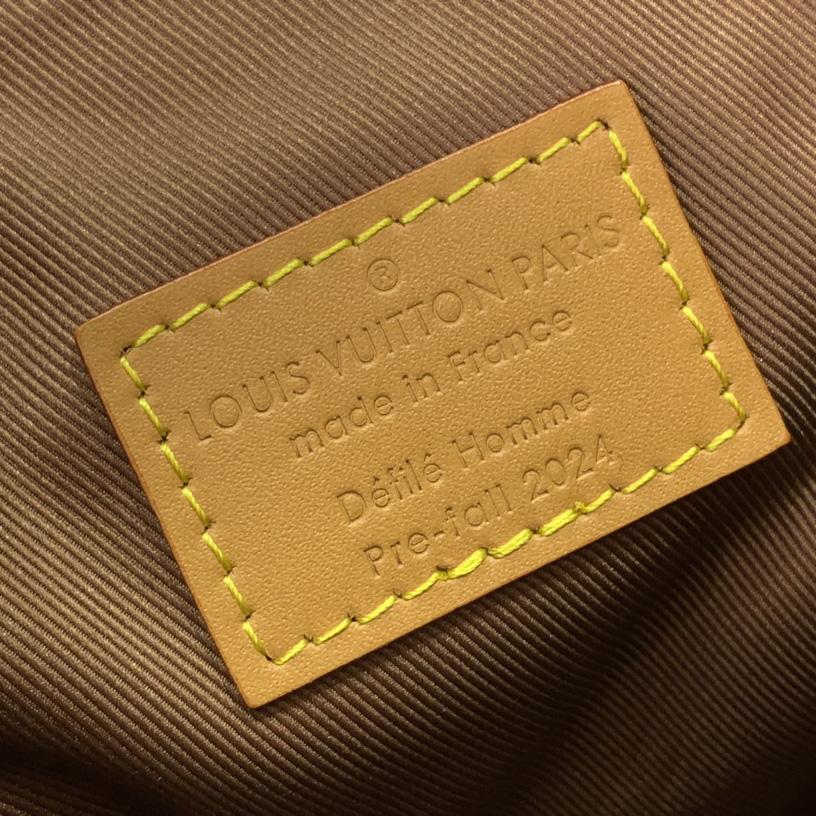 ®
LOUIS VUITTON PARIS
made in France
Défilé Homme
Pre-fall 2024